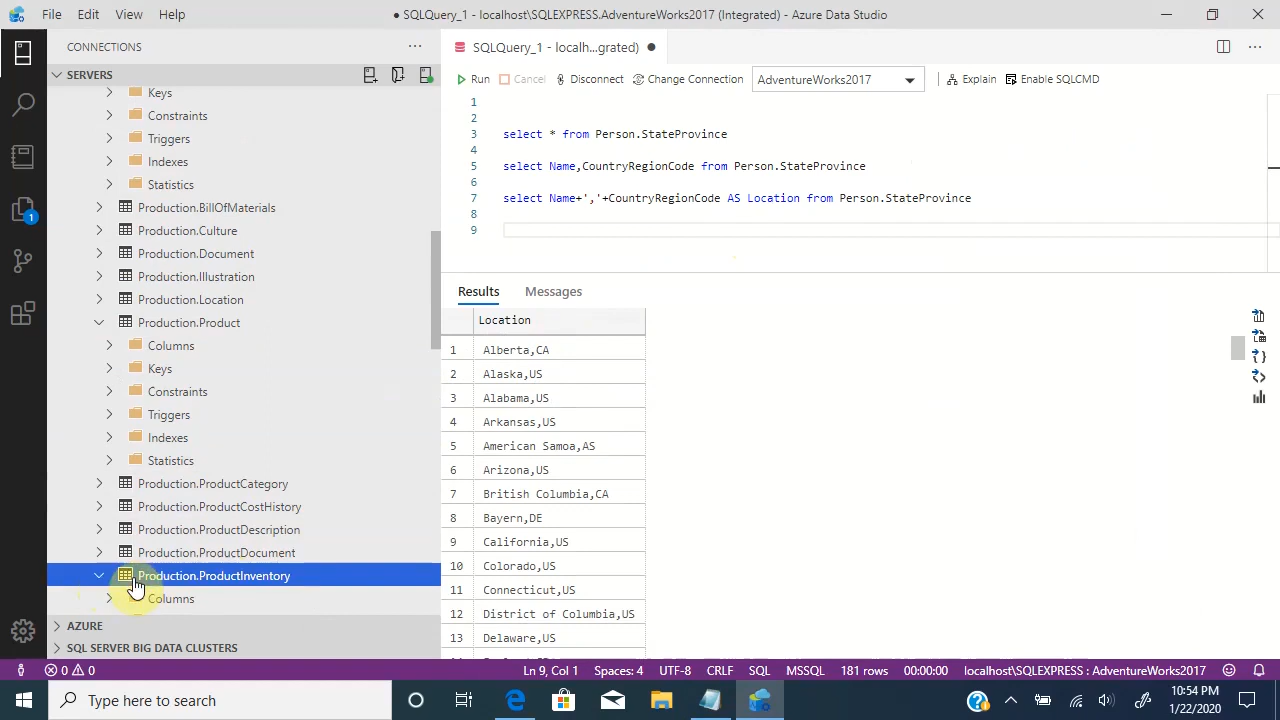 File Edit View Help ● SQLQuery_1 - localhost\SQLEXPRESS.AdventureWorks2017 (Integrated) - Azure Data Studio
CONNECTIONS
SERVERS
Keys
Constraints
Triggers
Indexes
Statistics
Production.BillOfMaterials
Production.Culture
Production.Document
Production.Illustration
Production.Location
Production.Product
Columns
Keys
Constraints
Triggers
Indexes
Statistics
Production.ProductCategory
Production.ProductCostHistory
Production.ProductDescription
Production.ProductDocument
Production.ProductInventory
Columns
AZURE
SQL SERVER BIG DATA CLUSTERS
1
SQLQuery_1 - localh...grated) ●
Run Cancel Disconnect Change Connection AdventureWorks2017 Explain Enable SQLCMD
1
2
3 select * from Person.StateProvince
4
5 select Name,CountryRegionCode from Person.StateProvince
6
7 select Name+','+CountryRegionCode AS Location from Person.StateProvince
8
9
Results Messages
Location
1 Alberta,CA
2 Alaska,US
3 Alabama,US
4 Arkansas,US
5 American Samoa,AS
6 Arizona,US
7 British Columbia,CA
8 Bayern,DE
9 California,US
10 Colorado,US
11 Connecticut,US
12 District of Columbia,US
13 Delaware,US
0 0 Ln 9, Col 1 Spaces: 4 UTF-8 CRLF SQL MSSQL 181 rows 00:00:00 localhost\SQLEXPRESS : AdventureWorks2017
Type here to search
10:54 PM
1/22/2020